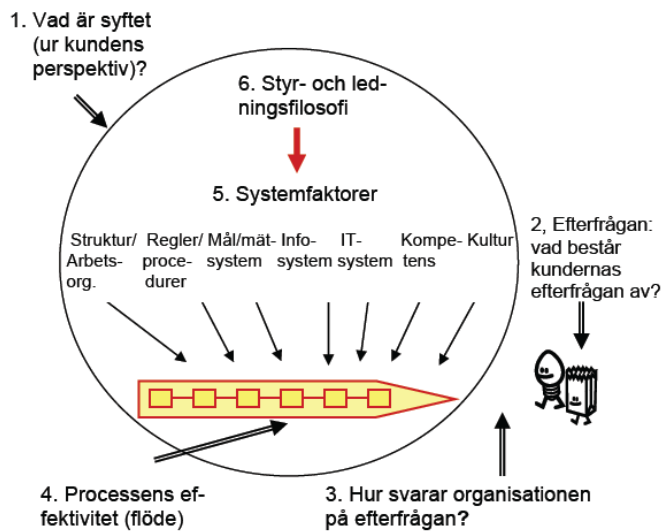 1. Vad är syftet
(ur kundens
perspektiv)?
6. Styr- och led-
ningsfilosofi
5. Systemfaktorer
Struktur/ Regler/ Mål/mät- Info- IT- Kompe- Kultur
Arbets- proce- system system system tens
org. durer
2, Efterfrågan:
vad består
kundernas
efterfrågan av?
4. Processens ef-
fektivitet (flöde)
3. Hur svarar organisationen
på efterfrågan?